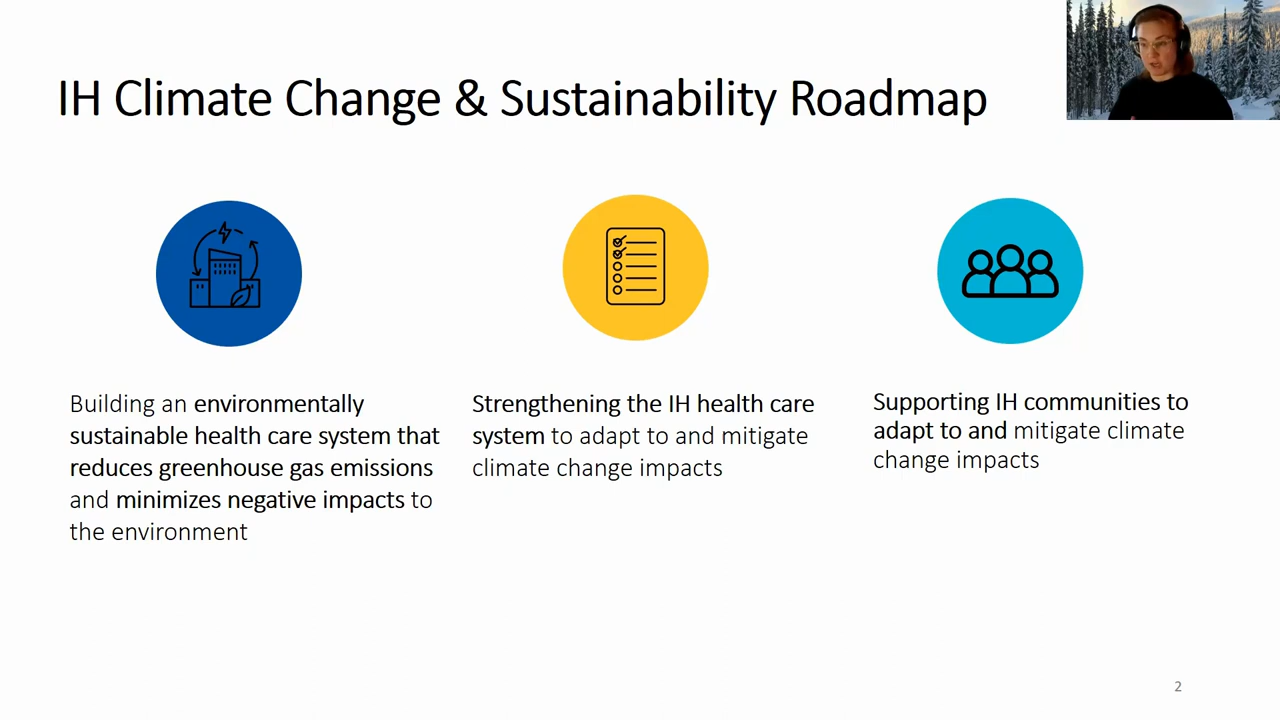 IH Climate Change & Sustainability Roadmap
Building an environmentally
sustainable health care system that
reduces greenhouse gas emissions
and minimizes negative impacts to
the environment
Strengthening the IH health care
system to adapt to and mitigate
climate change impacts
Supporting IH communities to
adapt to and mitigate climate
change impacts
2